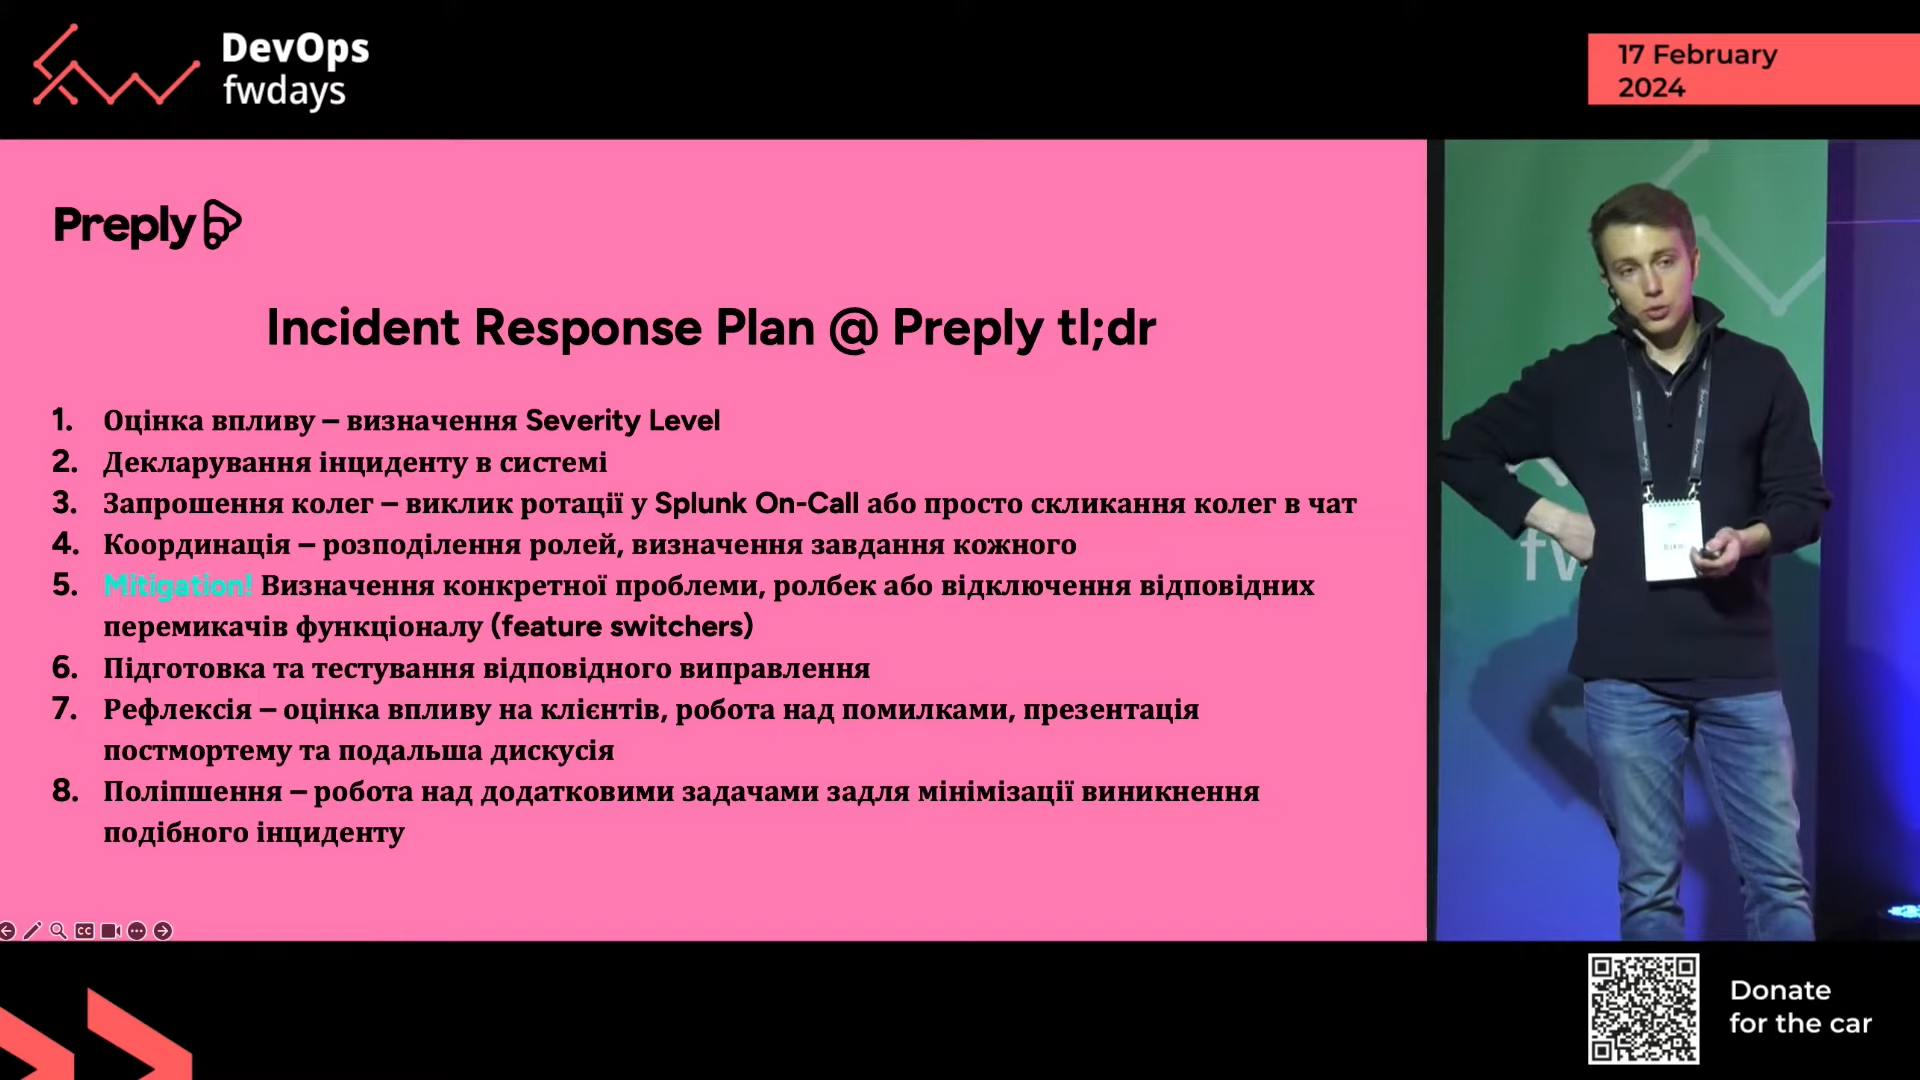 DevOps
fwdays
17 February
2024
Preply
Incident Response Plan @ Preply tl;dr
1. Оцінка впливу – визначення Severity Level
2. Декларування інциденту в системі
3. Запрошення колег – виклик ротації у Splunk On-Call або просто скликання колег в чат
4. Координація – розподілення ролей, визначення завдання кожного
5. Mitigation! Визначення конкретної проблеми, ролбек або відключення відповідних
перемикачів функціоналу (feature switchers)
6. Підготовка та тестування відповідного виправлення
7. Рефлексія – оцінка впливу на клієнтів, робота над помилками, презентація
постмортему та подальша дискусія
8. Поліпшення – робота над додатковими задачами задля мінімізації виникнення
подібного інциденту
CC
Donate
for the car